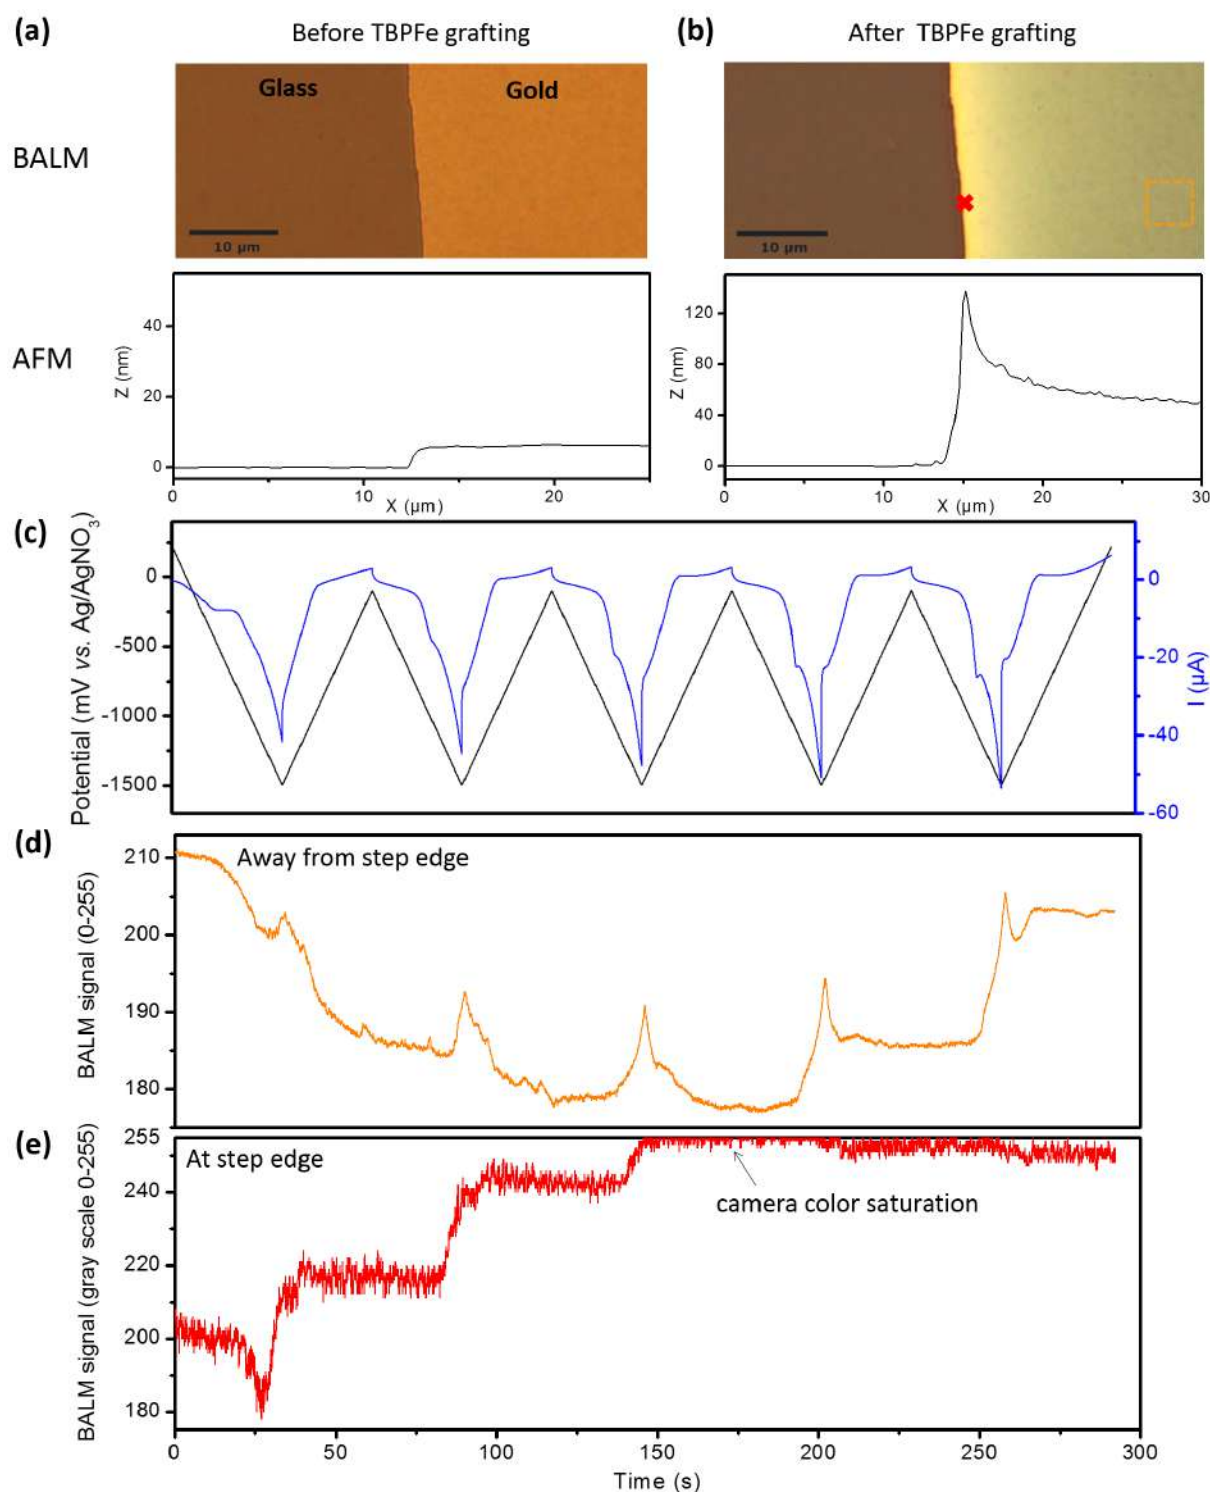 (a) Before TBPFe grafting (b) After TBPFe grafting
Glass Gold
BALM
10 µm 10 µm
AFM
Z (nm)
40
20
0
0 10 20
X (µm)
Z (nm)
120
80
40
0
0 10 20 30
X (µm)
(c)
Potential (mV vs. Ag/AgNO3)
0
-500
-1000
-1500
I (µA)
0
-20
-40
-60
(d)
Away from step edge
BALM signal (0-255)
210
200
190
180
(e)
At step edge
camera color saturation
BALM signal (gray scale 0-255)
255
240
220
200
180
0 50 100 150 200 250 300
Time (s)